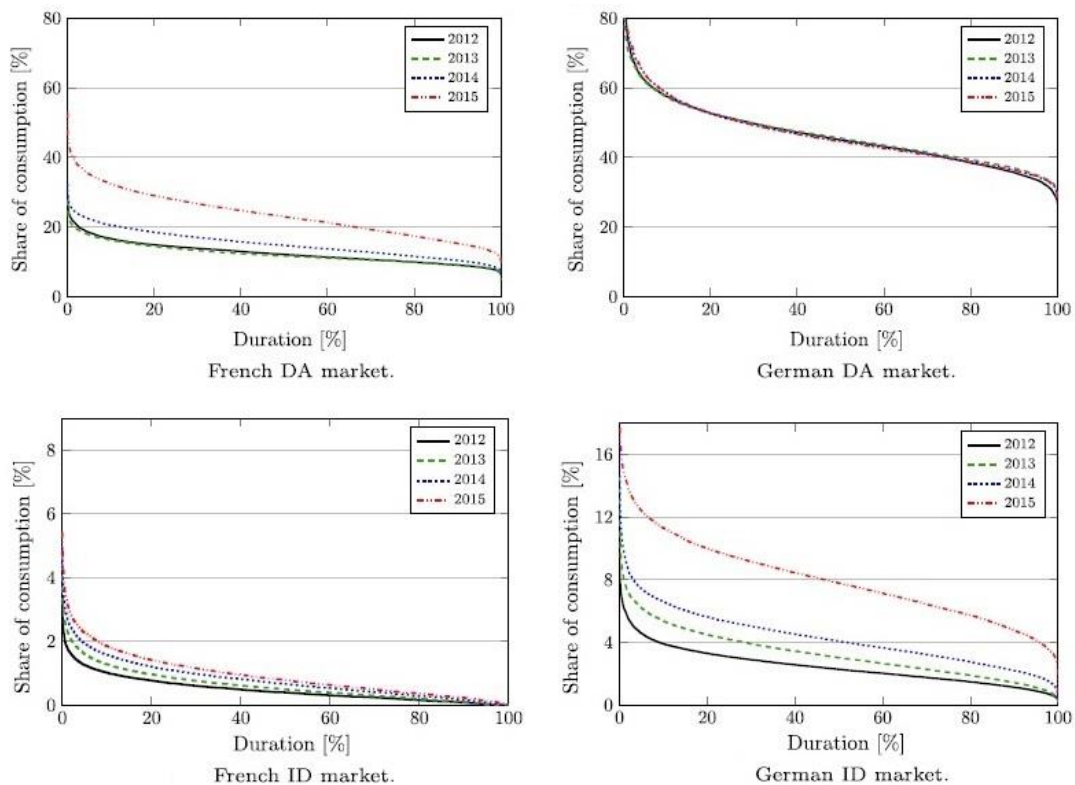 80
60
40
20
0
Share of consumption [%]
2012
2013
2014
2015
0 20 40 60 80 100
Duration [%]
French DA market.
80
60
40
20
0
Share of consumption [%]
2012
2013
2014
2015
0 20 40 60 80 100
Duration [%]
German DA market.
8
6
4
2
0
Share of consumption [%]
2012
2013
2014
2015
0 20 40 60 80 100
Duration [%]
French ID market.
16
12
8
4
0
Share of consumption [%]
2012
2013
2014
2015
0 20 40 60 80 100
Duration [%]
German ID market.